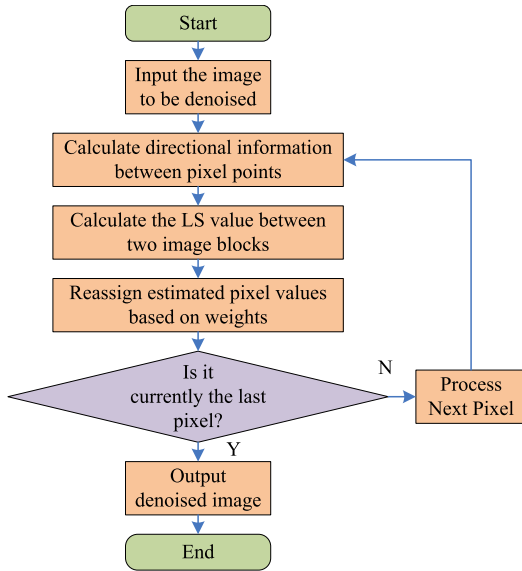 Start
Input the image
to be denoised
Calculate directional information
between pixel points
Calculate the LS value between
two image blocks
Reassign estimated pixel values
based on weights
Is it
currently the last
pixel?
N
Process
Next Pixel
Y
Output
denoised image
End